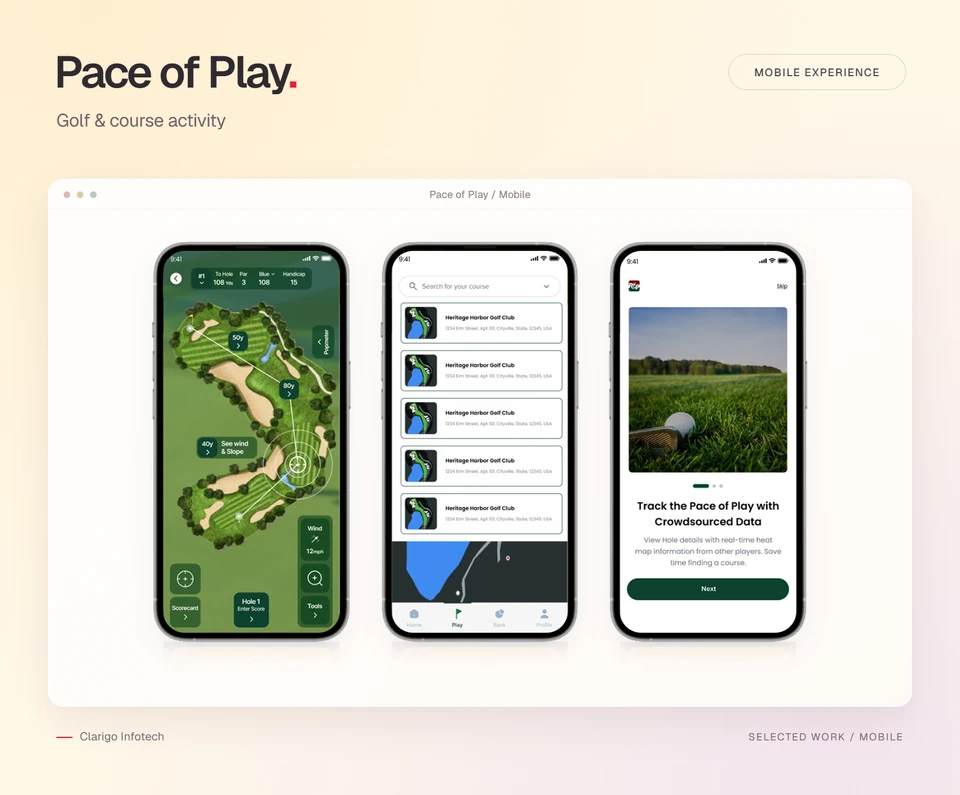 Pace of Play.
MOBILE EXPERIENCE
Golf & course activity
Pace of Play / Mobile
9:41
#1
To Hole
108 Yds
Par
3
Blue
108
Handicap
15
50y
Popmeter
80y
40y
See wind
& Slope
Wind
12mph
Scorecard
Hole 1
Enter Score
Tools
Search for your course
Heritage Harbor Golf Club
1234 Elm Street, Apt 101, Cityville, State, 12345, USA
Heritage Harbor Golf Club
1234 Elm Street, Apt 101, Cityville, State, 12345, USA
Heritage Harbor Golf Club
1234 Elm Street, Apt 101, Cityville, State, 12345, USA
Heritage Harbor Golf Club
1234 Elm Street, Apt 101, Cityville, State, 12345, USA
Heritage Harbor Golf Club
1234 Elm Street, Apt 101, Cityville, State, 12345, USA
Home
Play
Rank
Profile
9:41
Skip
Track the Pace of Play with
Crowdsourced Data
View Hole details with real-time heat
map information from other players. Save
time finding a course.
Next
Clarigo Infotech
SELECTED WORK / MOBILE